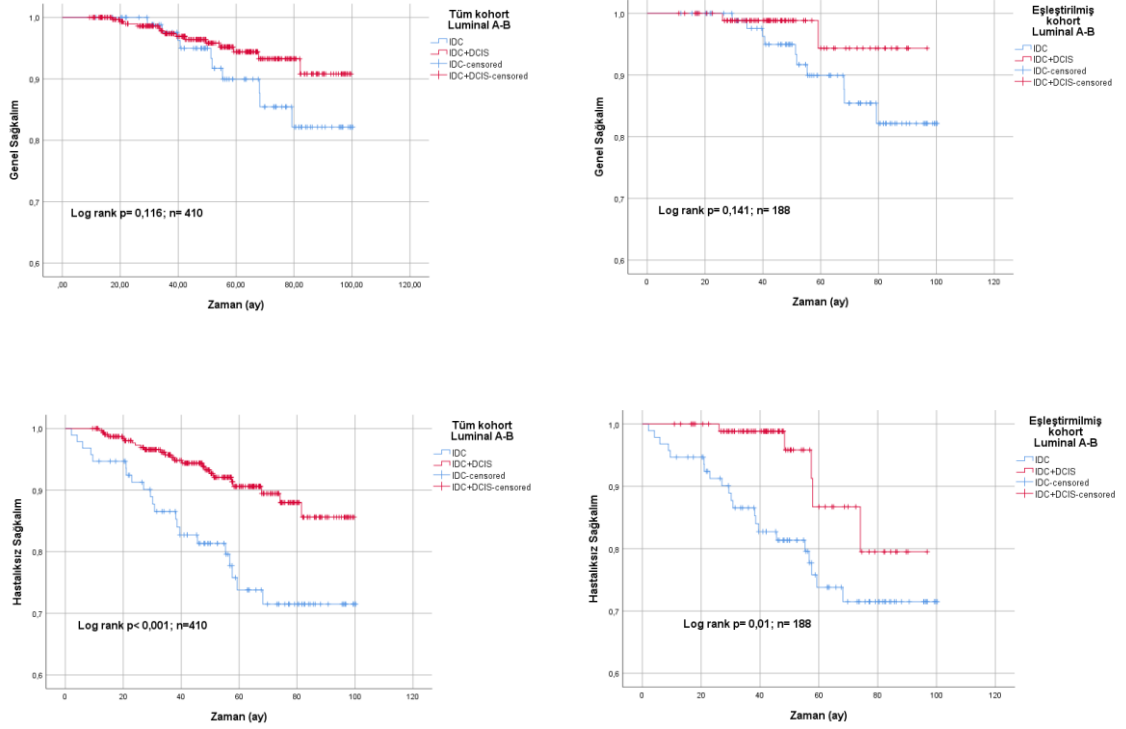 Tüm kohort
Luminal A-B
IDC
IDC+DCIS
IDC-censored
IDC+DCIS-censored
Genel Sağkalım
1,0
0,9
0,8
0,7
0,6
Log rank p= 0,116; n= 410
,00
20,00
40,00
60,00
80,00
100,00
120,00
Zaman (ay)
Eşleştirilmiş
kohort
Luminal A-B
IDC
IDC+DCIS
IDC-censored
IDC+DCIS-censored
Genel Sağkalım
1,0
0,9
0,8
0,7
0,6
Log rank p= 0,141; n= 188
0
20
40
60
80
100
120
Zaman (ay)
Tüm kohort
Luminal A-B
IDC
IDC+DCIS
IDC-censored
IDC+DCIS-censored
Hastalıksız Sağkalım
1,0
0,9
0,8
0,7
0,6
Log rank p< 0,001; n=410
0
20
40
60
80
100
120
Zaman (ay)
Eşleştirmilmiş
kohort
Luminal A-B
IDC
IDC+DCIS
IDC-censored
IDC+DCIS-censored
Hastalıksız Sağkalım
1,0
0,9
0,8
0,7
0,6
Log rank p= 0,01; n= 188
0
20
40
60
80
100
120
Zaman (ay)